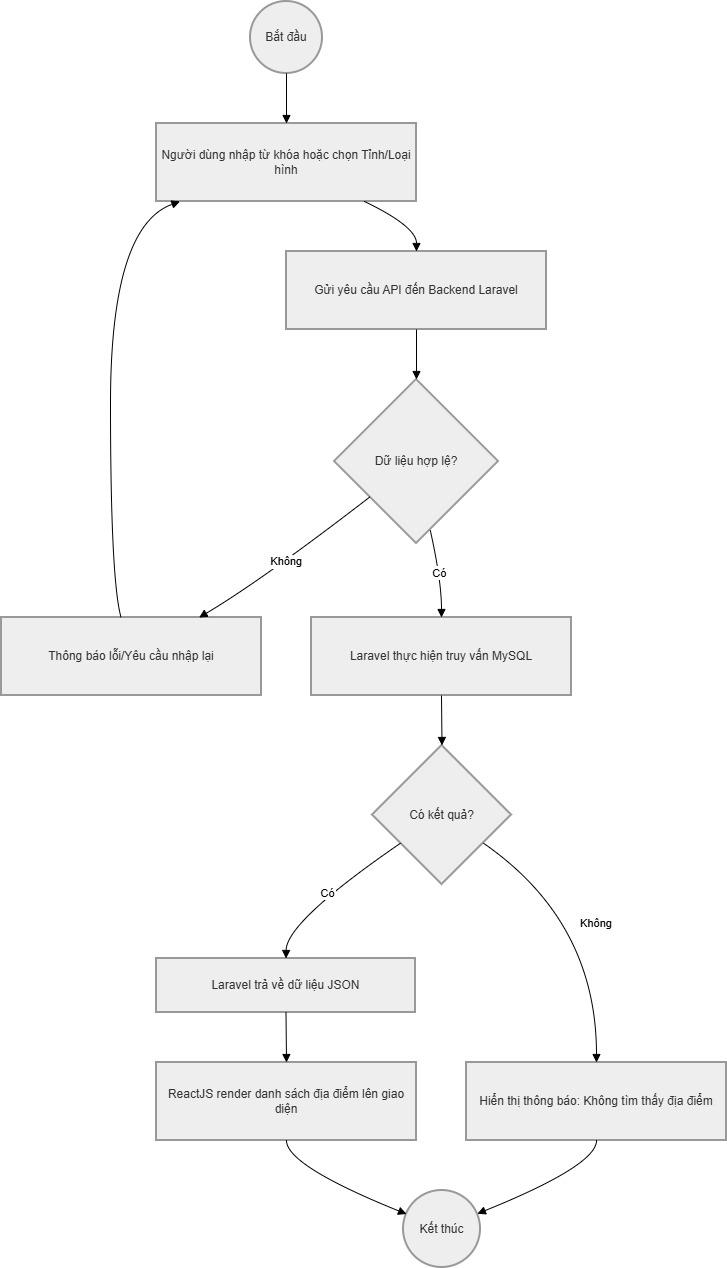 Bắt đầu
Người dùng nhập từ khóa hoặc chọn Tỉnh/Loại
hình
Gửi yêu cầu API đến Backend Laravel
Dữ liệu hợp lệ?
Không
Có
Thông báo lỗi/Yêu cầu nhập lại
Laravel thực hiện truy vấn MySQL
Có kết quả?
Có
Không
Laravel trả về dữ liệu JSON
ReactJS render danh sách địa điểm lên giao
diện
Hiển thị thông báo: Không tìm thấy địa điểm
Kết thúc